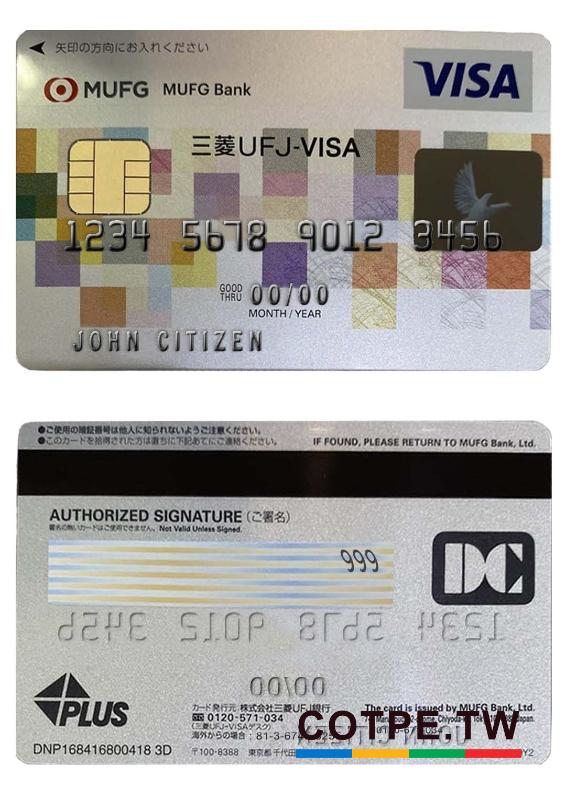 矢印の方向にお入れください
MUFG MUFG Bank
VISA
三菱UFJ-VISA
1234 5678 9012 3456
GOOD THRU 00/00
MONTH / YEAR
JOHN CITIZEN
●ご使用の暗証番号は他人に知られないようご注意ください。
●このカードを拾得された方は直ちに下記あてにご連絡ください。 IF FOUND, PLEASE RETURN TO MUFG Bank, Ltd.
AUTHORIZED SIGNATURE (ご署名)
署名の無いカードはご使用できません。Not Valid Unless Signed.
999
DC
1234 5678 9012 3456
00/00
PLUS
カード発行元 株式会社三菱UFJ銀行 The card is issued by MUFG Bank, Ltd.
0120-571-034
(三菱UFJ-VISAデスク)
海外からの場合：81-3-67
〒100-8388 東京都千代田
JOHN CITIZEN
COTPE.TW
DNP168416800418 3D